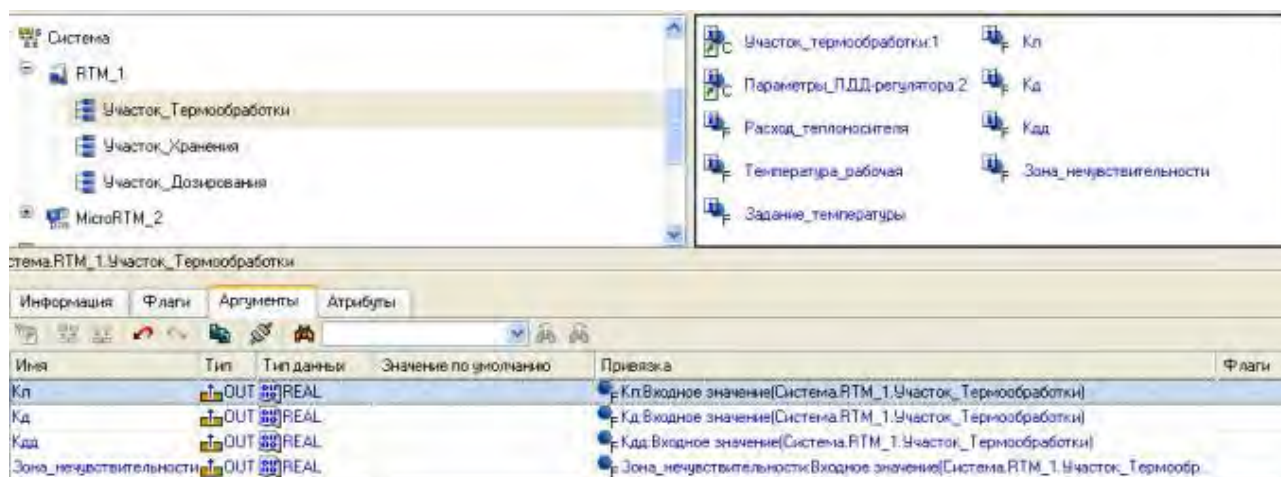 Система
RTM_1
Участок_Термообработки
Участок_Хранения
Участок_Дозирования
MicroRTM_2
Участок_термообработки:1
Параметры_ПДД-регулятора:2
Расход_теплоносителя
Температура_рабочая
Задание_температуры
Кп
Кд
Кдд
Зона_нечувствительности
стема.RTM_1.Участок_Термообработки
Информация Флаги Аргументы Атрибуты
Имя Тип Тип данных Значение по умолчанию Привязка Флаги
Кп OUT REAL Кп:Входное значение(Система.RTM_1.Участок_Термообработки)
Кд OUT REAL Кд:Входное значение(Система.RTM_1.Участок_Термообработки)
Кдд OUT REAL Кдд:Входное значение(Система.RTM_1.Участок_Термообработки)
Зона_нечувствительности OUT REAL Зона_нечувствительности:Входное значение(Система.RTM_1.Участок_Термообр...